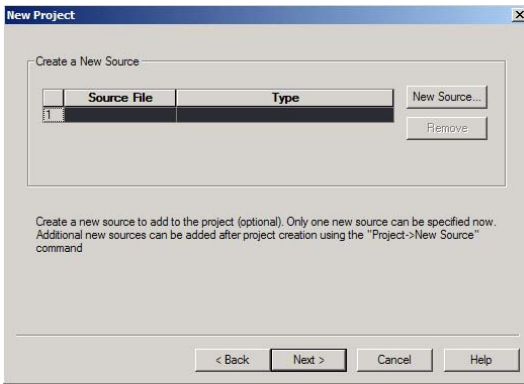 New Project
Create a New Source
Source File Type
New Source...
1
Remove
Create a new source to add to the project (optional). Only one new source can be specified now.
Additional new sources can be added after project creation using the "Project->New Source"
command
< Back Next > Cancel Help